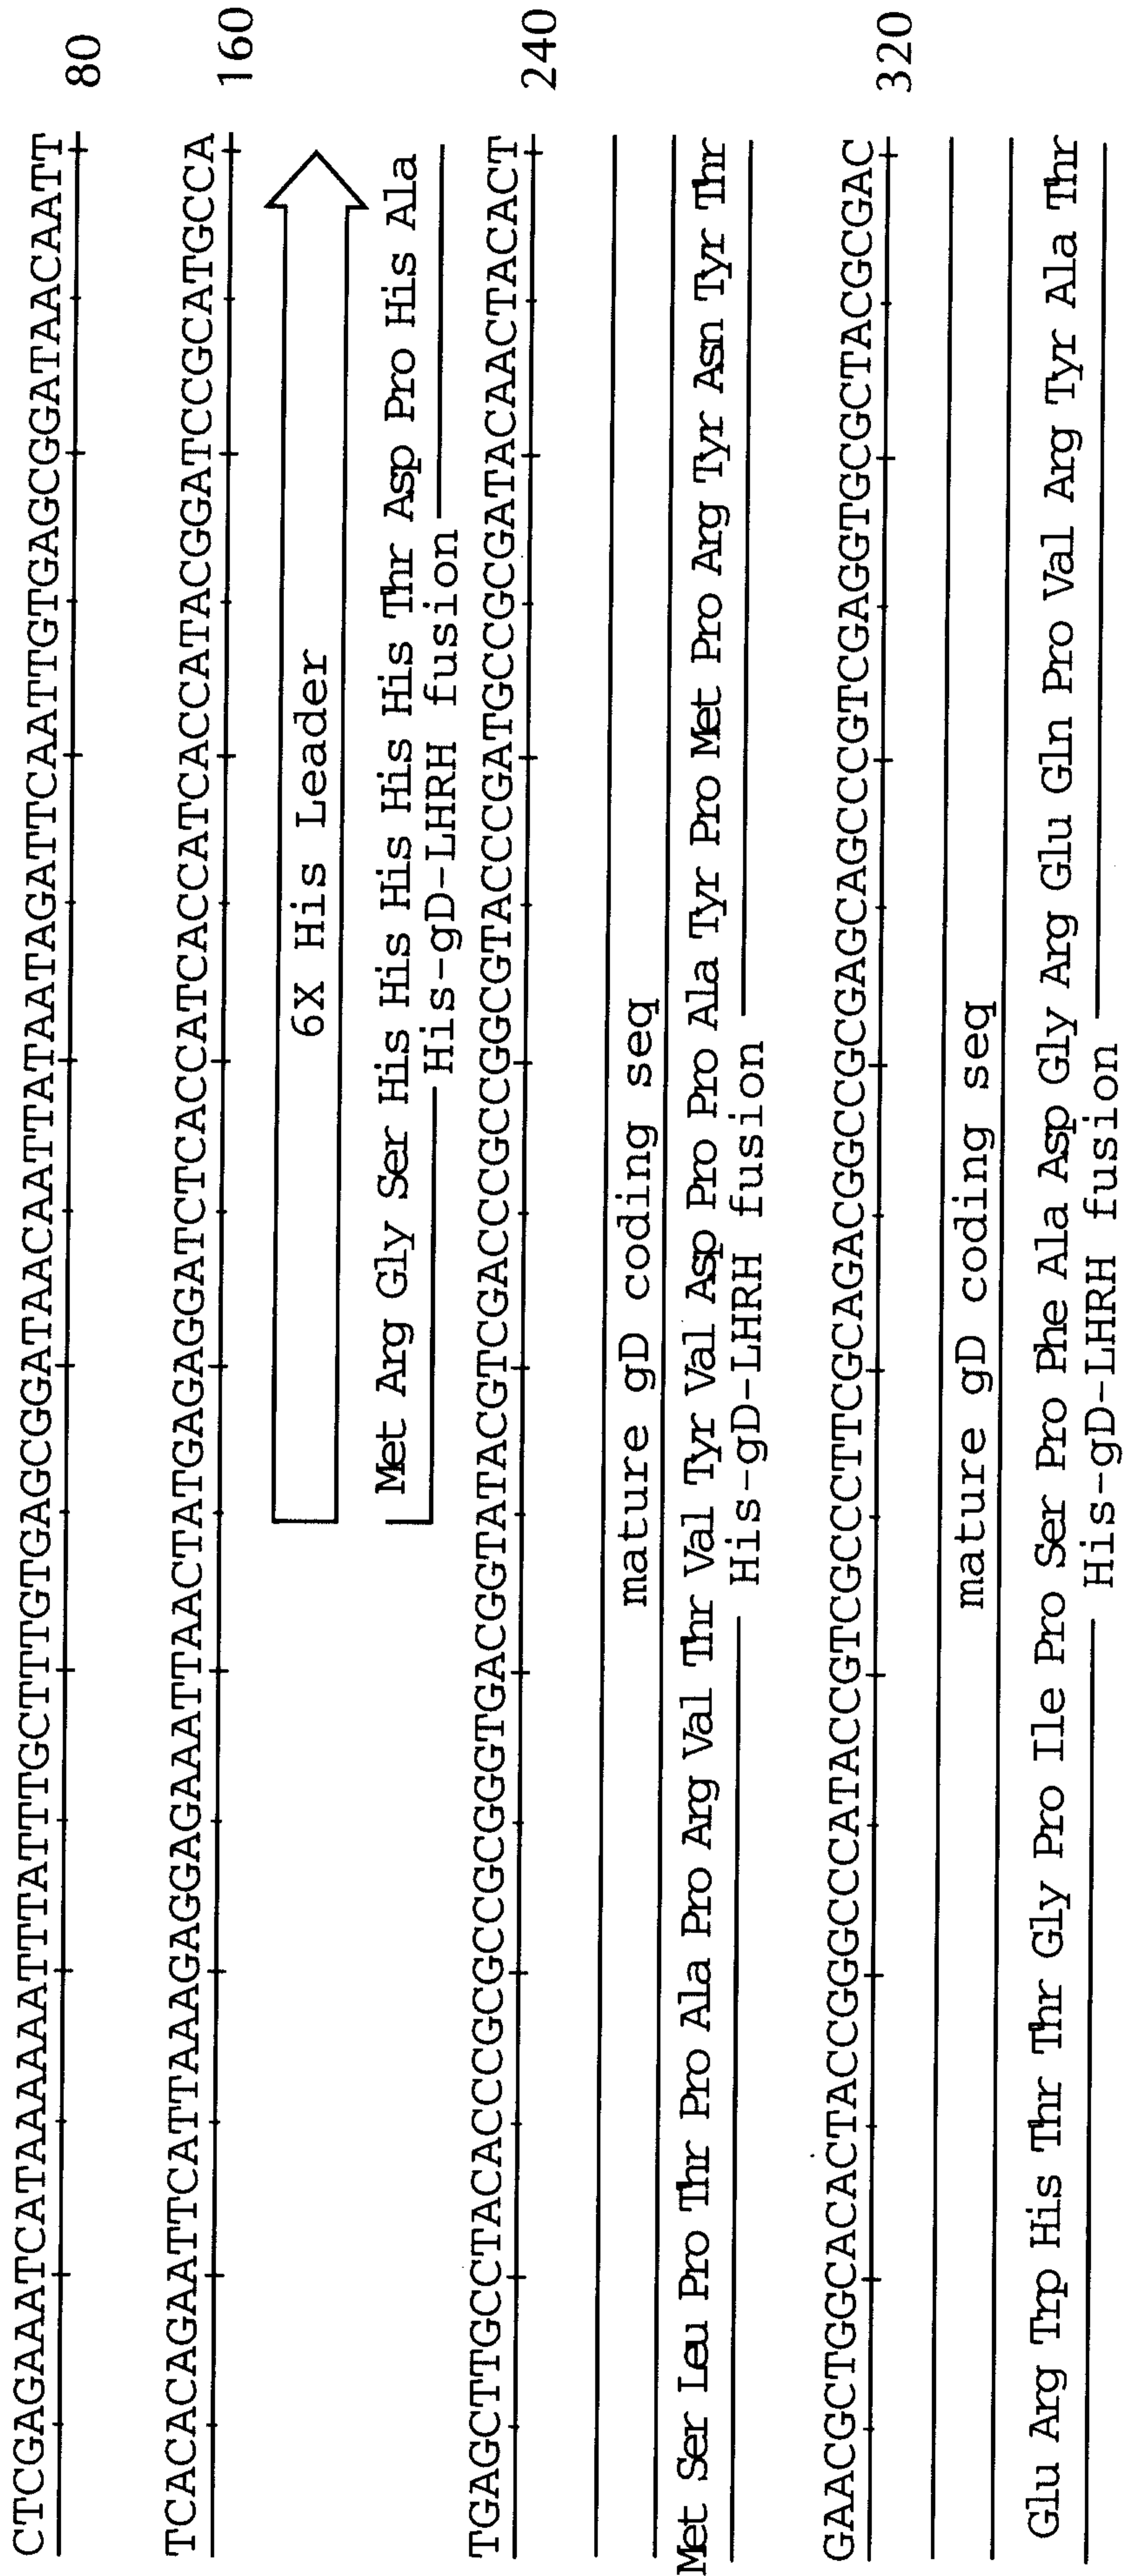 CTCGAGAAATCATAAAAAATTTATTTGCTTTGTGAGCGGATAACAATTATAATAGATTCAATTGTGAGCGGATAACAATT 80
TCACACAGAATTCATTAAAGAGGAGAAATTAACTATGAGAGGATCTCACCATCACCATCACCATACGGATCCGCATGCCA 160
6X His Leader
Met Arg Gly Ser His His His His His His Thr Asp Pro His Ala
His-gD-LHRH fusion
TGAGCTTGCCTACACCCGCGCCGCGGGTGACGGTATACGTCGACCCGCCGGCGTACCCGATGCCGCGATACAACTACACT 240
mature gD coding seq
Met Ser Leu Pro Thr Pro Ala Pro Arg Val Thr Val Tyr Val Asp Pro Pro Ala Tyr Pro Met Pro Arg Tyr Asn Tyr Thr
His-gD-LHRH fusion
GAACGCTGGCACACTACCGGGCCCATACCGTCGCCCTTCGCAGACGGCCGCGAGCAGCCCGTCGAGGTGCGCTACGCGAC 320
mature gD coding seq
Glu Arg Trp His Thr Thr Gly Pro Ile Pro Ser Pro Phe Ala Asp Gly Arg Glu Gln Pro Val Glu Val Arg Tyr Ala Thr
His-gD-LHRH fusion